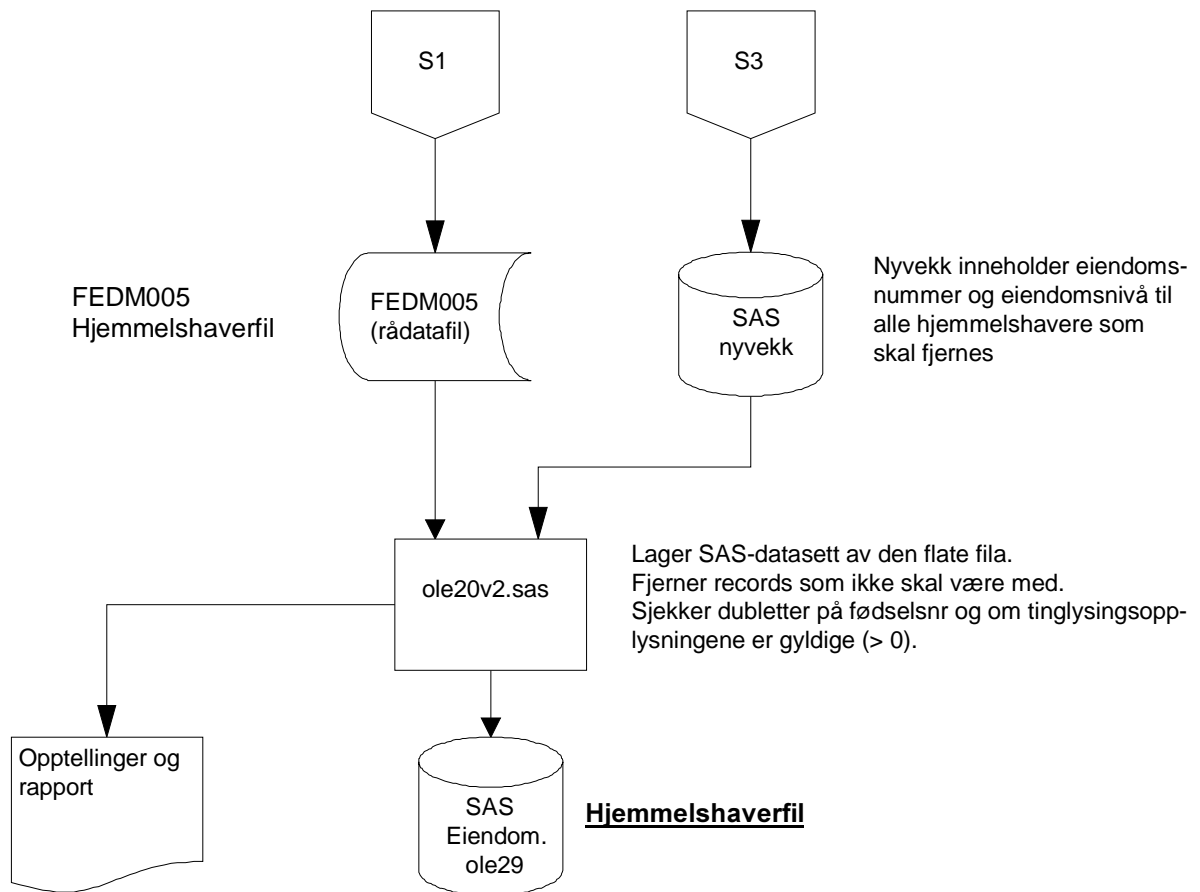 S1
S3
FEDM005
Hjemmelshaverfil
FEDM005
(rådatafil)
SAS
nyvekk
Nyvekk inneholder eiendoms-
nummer og eiendomsnivå til
alle hjemmelshavere som
skal fjernes
ole20v2.sas
Lager SAS-datasett av den flate fila.
Fjerner records som ikke skal være med.
Sjekker dubletter på fødselsnr og om tinglysingsopp-
lysningene er gyldige (> 0).
Opptellinger og
rapport
SAS
Eiendom.
ole29
Hjemmelshaverfil